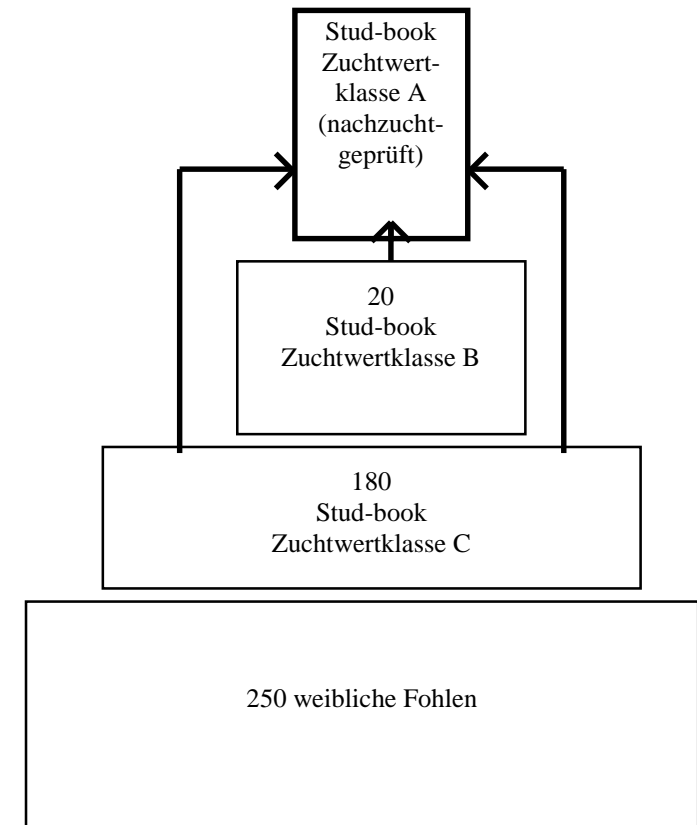 Stud-book
Zuchtwert-
klasse A
(nachzucht-
geprüft)
20
Stud-book
Zuchtwertklasse B
180
Stud-book
Zuchtwertklasse C
250 weibliche Fohlen